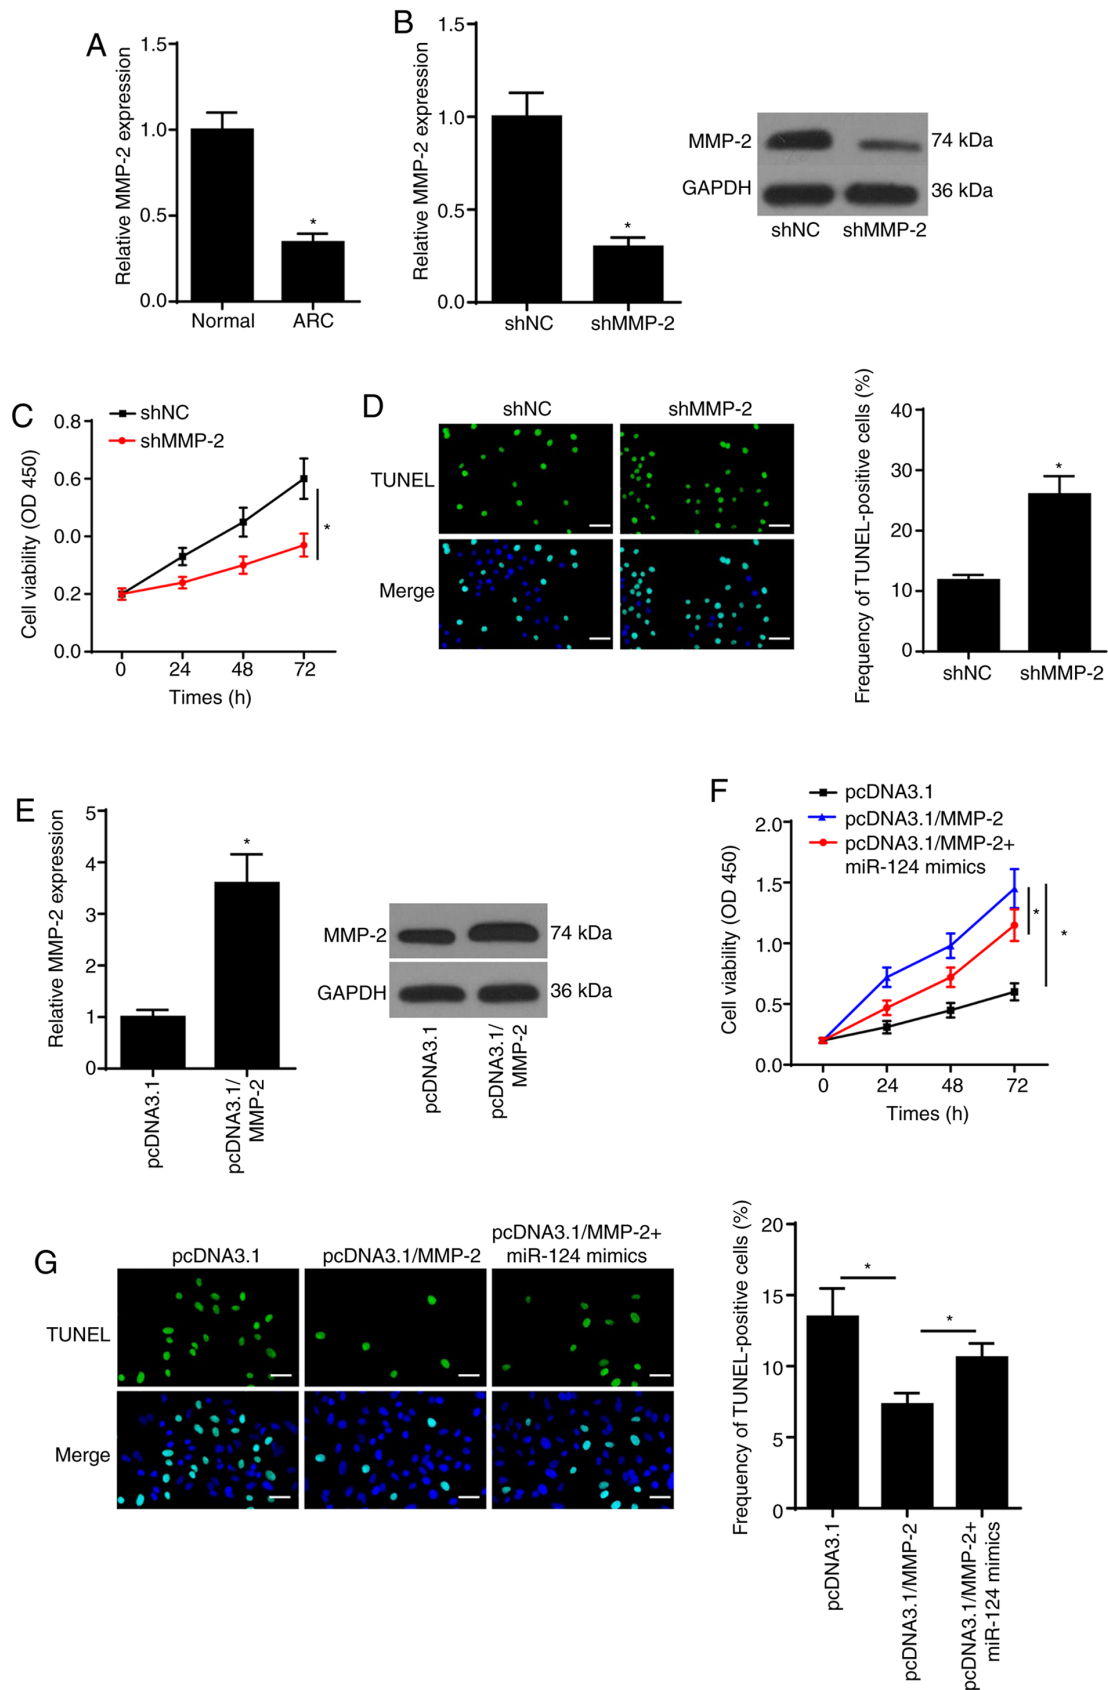 A
Relative MMP-2 expression
1.5
1.0
0.5
0.0
*
Normal
ARC
B
Relative MMP-2 expression
1.5
1.0
0.5
0.0
*
shNC
shMMP-2
MMP-2
74 kDa
GAPDH
36 kDa
shNC
shMMP-2
C
shNC
shMMP-2
Cell viability (OD 450)
0.8
0.6
0.0
0.2
0.0
*
0
24
48
72
Times (h)
D
shNC
shMMP-2
TUNEL
Merge
Frequency of TUNEL-positive cells (%)
40
30
20
10
0
*
shNC
shMMP-2
E
Relative MMP-2 expression
5
4
3
2
1
0
*
pcDNA3.1
pcDNA3.1/
MMP-2
MMP-2
74 kDa
GAPDH
36 kDa
pcDNA3.1
pcDNA3.1/
MMP-2
F
pcDNA3.1
pcDNA3.1/MMP-2
pcDNA3.1/MMP-2+
miR-124 mimics
Cell viability (OD 450)
2.0
1.5
1.0
0.5
0.0
*
*
0
24
48
72
Times (h)
G
pcDNA3.1
pcDNA3.1/MMP-2
pcDNA3.1/MMP-2+
miR-124 mimics
TUNEL
Merge
Frequency of TUNEL-positive cells (%)
20
15
10
5
0
*
*
pcDNA3.1
pcDNA3.1/MMP-2
pcDNA3.1/MMP-2+
miR-124 mimics